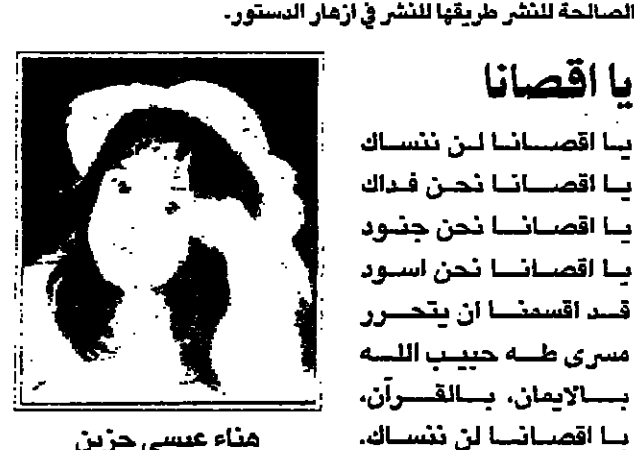 الصالحة للنشر طريقها للنشر في ازهار الدستور.
يا اقصانا
يا اقصانا لن ننساك
يا اقصانا نحن فداك
يا اقصانا نحن جنود
يا اقصانا نحن اسود
قد اقسمنا ان يتحرر
مسرى طه حبيب الله
بالايمان، بالقرآن،
يا اقصانا لن ننساك.
هناء عيسى حزين